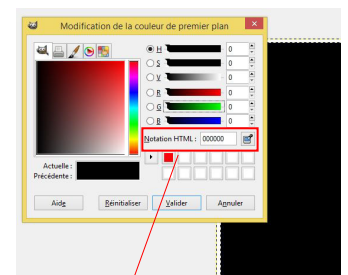 Modification de la couleur de premier plan
H 0
S 0
V 0
R 0
G 0
B 0
Notation HTML : 000000
Actuelle :
Précédente :
Aide Réinitialiser Valider Annuler